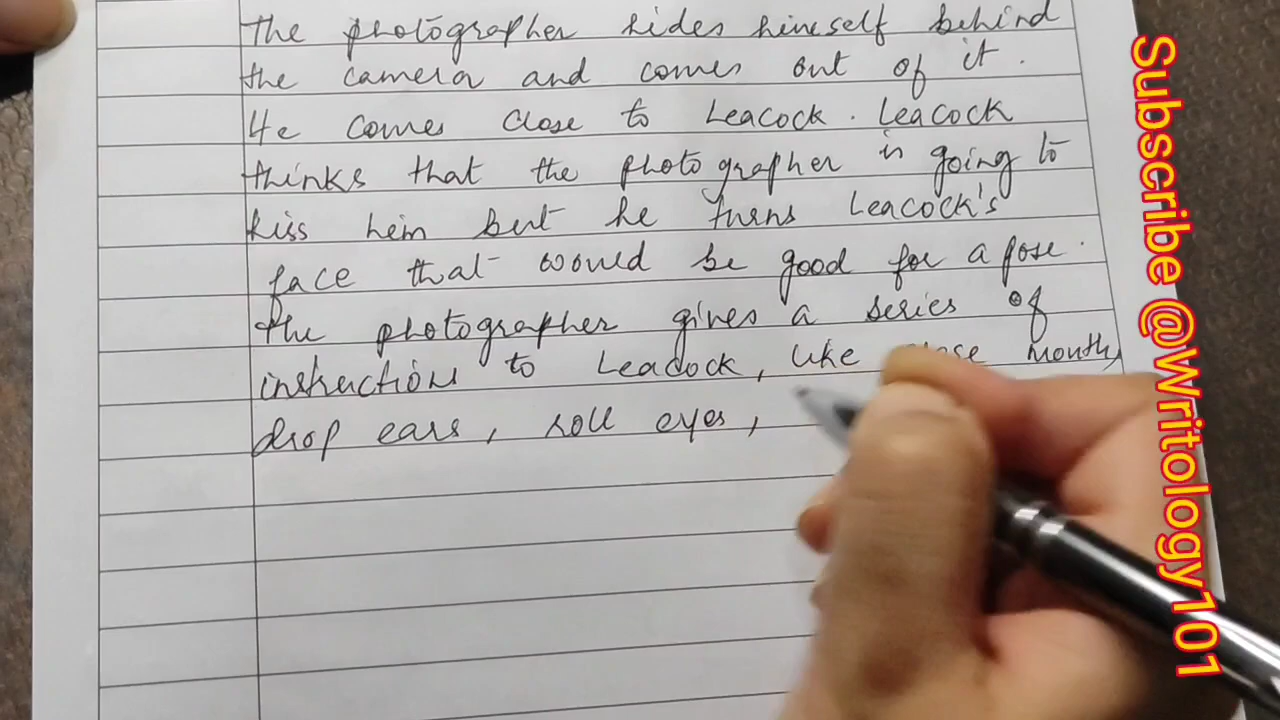 The photographer hides himself behind
the camera and comes out of it.
He comes close to Leacock. Leacock
thinks that the photographer is going to
kiss him but he turns Leacock's
face that would be good for a pose.
The photographer gives a series of
instruction to Leacock, like close mouth,
drop ears, roll eyes,
Subscribe @Writology101